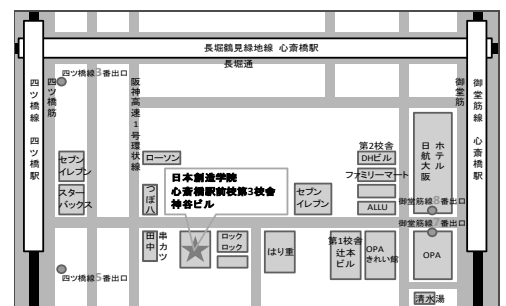 長堀鶴見緑地線 心斎橋駅
長堀通
四ツ橋線 四ツ橋駅
四ツ橋筋
四ツ橋線3番出口
阪神高速1号環状線
御堂筋
御堂筋線 心斎橋駅
セブン
イレブン
スター
バックス
ローソン
つぼ八
日本創造学院
心斎橋駅前校第3校舎
神谷ビル
セブン
イレブン
第2校舎
DHビル
ファミリーマート
ALLU
ホテル
日航大阪
御堂筋線8番出口
御堂筋線7番出口
串カツ
田中
ロック
ロック
はり重
第1校舎
辻本
ビル
OPA
きれい館
OPA
四ツ橋線5番出口
清水湯